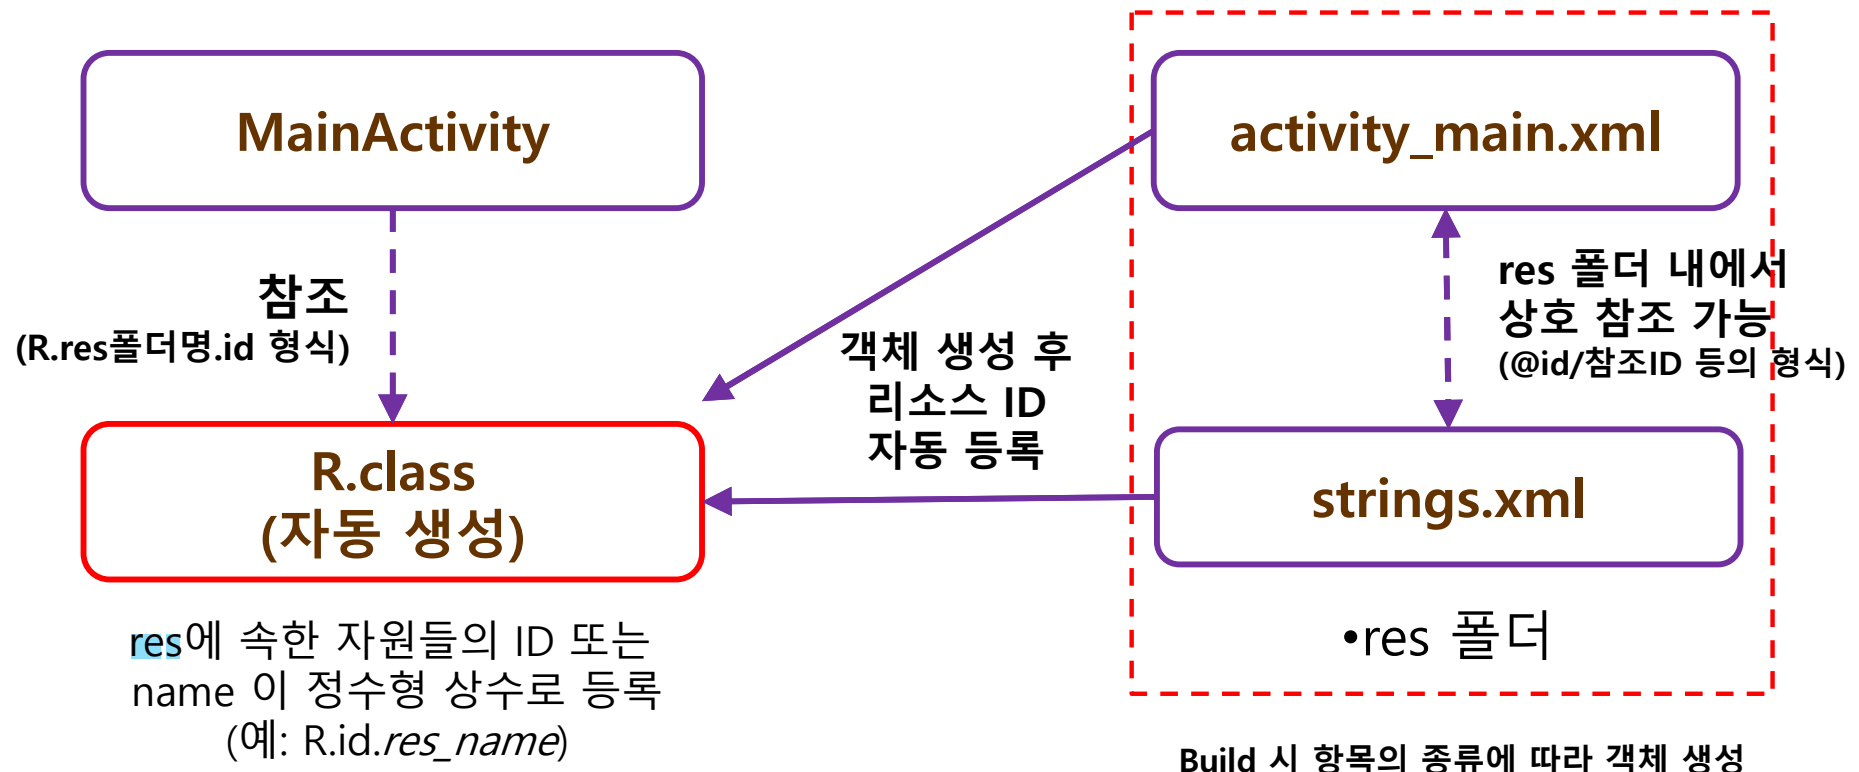 MainActivity
activity_main.xml
참조
(R.res폴더명.id 형식)
res 폴더 내에서
상호 참조 가능
(@id/참조ID 등의 형식)
객체 생성 후
리소스 ID
자동 등록
R.class
(자동 생성)
strings.xml
res에 속한 자원들의 ID 또는
name 이 정수형 상수로 등록
(예: R.id.res_name)
•res 폴더
Build 시 항목의 종류에 따라 객체 생성